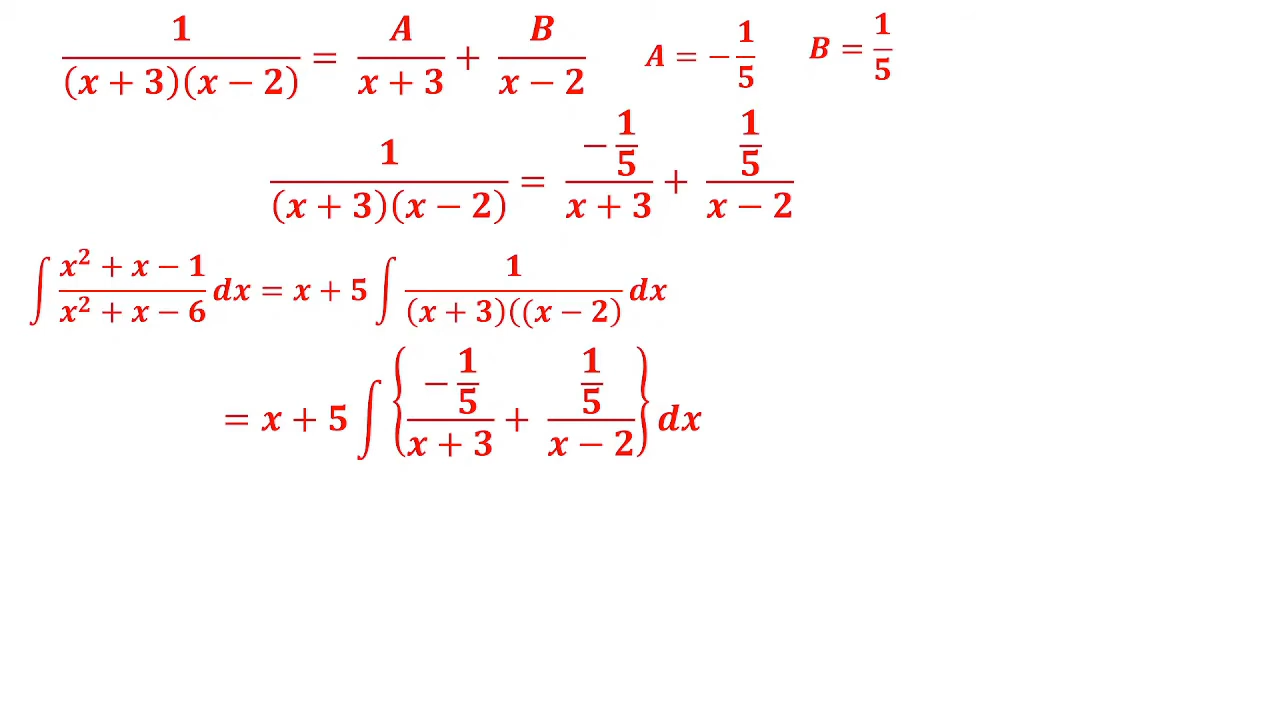 1/((x + 3)(x − 2)) = A/(x + 3) + B/(x − 2)   A = −1/5   B = 1/5
1/((x + 3)(x − 2)) = (−1/5)/(x + 3) + (1/5)/(x − 2)
∫ (x² + x − 1)/(x² + x − 6) dx = x + 5 ∫ 1/((x + 3)((x − 2)) dx
= x + 5 ∫ {(−1/5)/(x + 3) + (1/5)/(x − 2)} dx